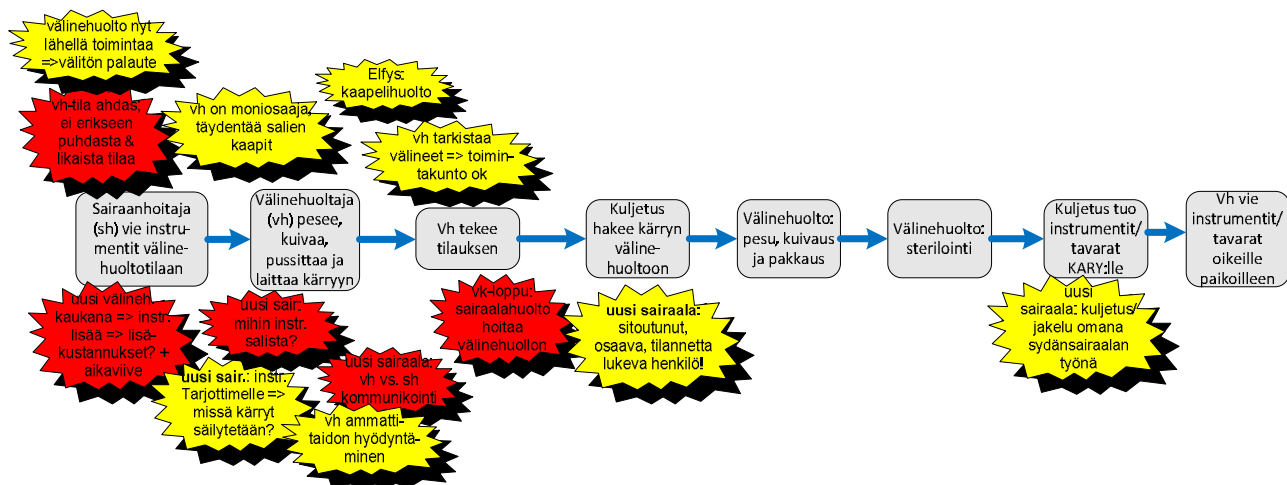 välinehuolto nyt
lähellä toimintaa
=>välitön palaute
vh-tila ahdas,
ei erikseen
puhdasta &
likaista tilaa
vh on moniosaaja,
täydentää salien
kaapit
Elfys:
kaapelihuolto
vh tarkistaa
välineet => toimin-
takunto ok
Sairaanhoitaja
(sh) vie instru-
mentit väline-
huoltotilaan
Välinehuoltaja
(vh) pesee,
kuivaa,
pussittaa ja
laittaa kärryyn
Vh tekee
tilauksen
Kuljetus
hakee kärryn
väline-
huoltoon
Välinehuolto:
pesu, kuivaus
ja pakkaus
Välinehuolto:
sterilointi
Kuljetus tuo
instrumentit/
tavarat
KARY:lle
Vh vie
instrumentit/
tavarat
oikeille
paikoilleen
uusi välineh.
kaukana => instr.
lisää => lisä-
kustannukset? +
aikaviive
uusi sair:
mihin instr.
salista?
uusi sair.: instr.
Tarjottimelle =>
missä kärryt
säilytetään?
uusi sairaala:
vh vs. sh
kommunikointi
vh ammatti-
taidon hyödyntä-
minen
vk-loppu:
sairaalahuolto
hoitaa
välinehuollon
uusi sairaala:
sitoutunut,
osaava, tilannetta
lukeva henkilö!
uusi
sairaala: kuljetus/
jakelu omana
sydänsairaalan
työnä